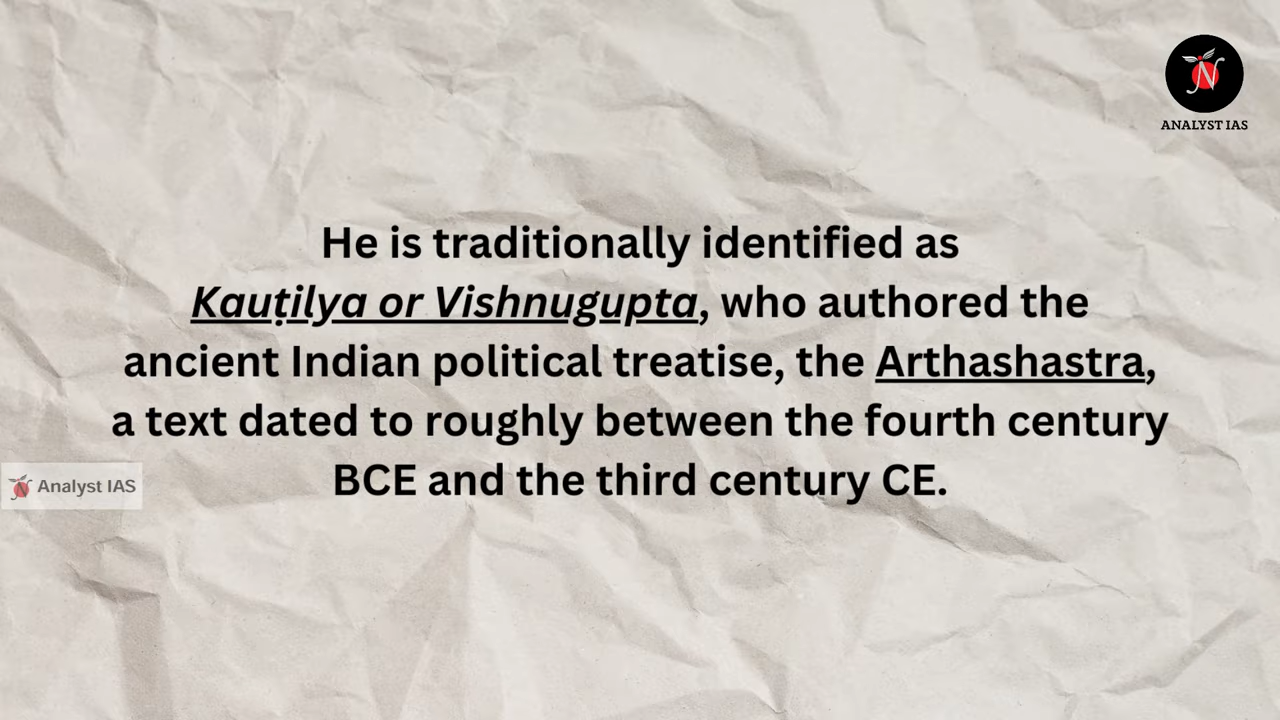 ANALYST IAS
He is traditionally identified as
Kauṭilya or Vishnugupta, who authored the
ancient Indian political treatise, the Arthashastra,
a text dated to roughly between the fourth century
BCE and the third century CE.
Analyst IAS